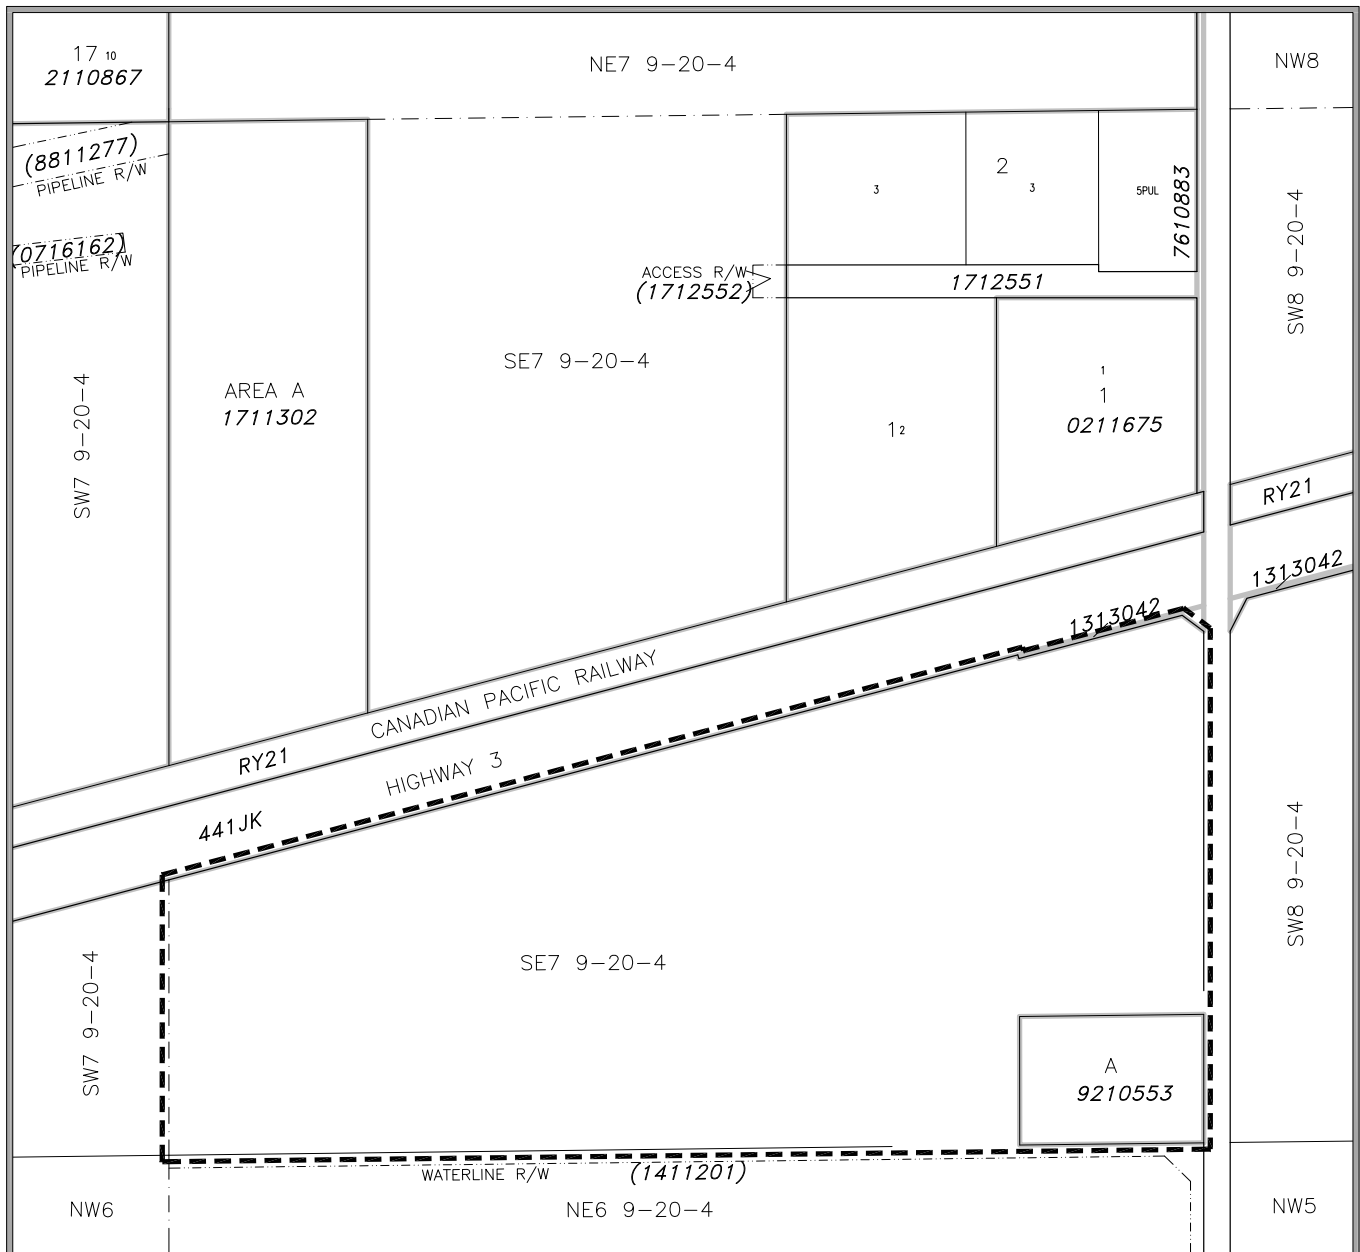 17 10
2110867
NE7 9-20-4
NW8
(8811277)
PIPELINE R/W
(0716162)
PIPELINE R/W
3
2
3
5PUL
7610883
SW8 9-20-4
ACCESS R/W
(1712552)
1712551
SE7 9-20-4
SW7 9-20-4
AREA A
1711302
1 2
1
1
0211675
RY21
1313042
1313042
CANADIAN PACIFIC RAILWAY
RY21
HIGHWAY 3
441JK
SW8 9-20-4
SE7 9-20-4
SW7 9-20-4
A
9210553
WATERLINE R/W
(1411201)
NW6
NE6 9-20-4
NW5